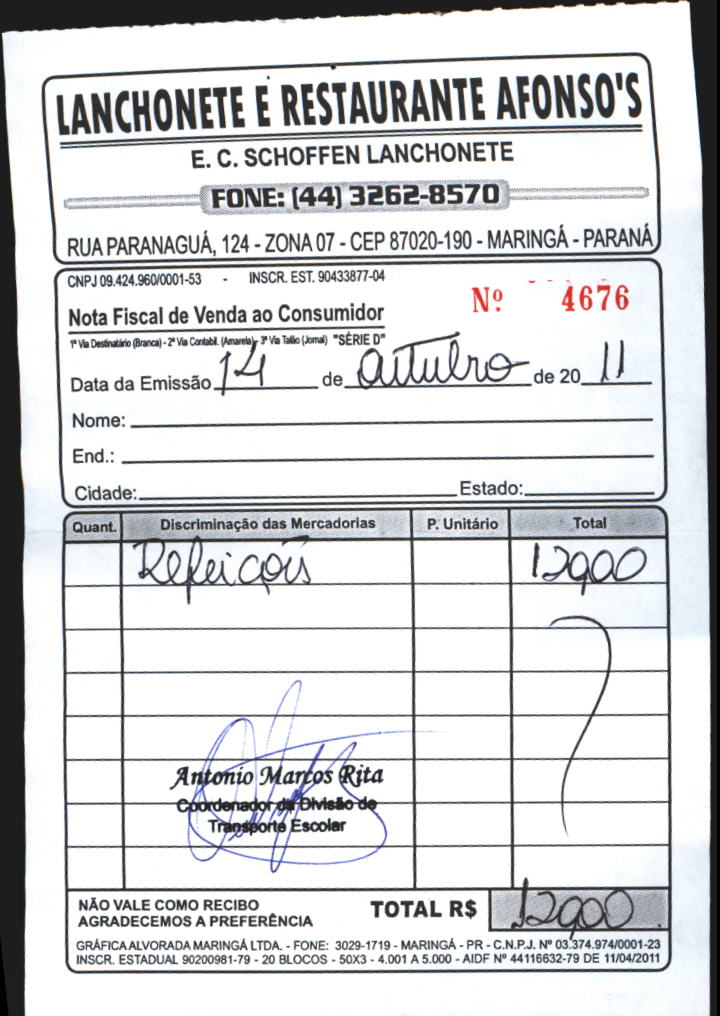 LANCHONETE E RESTAURANTE AFONSO'S
E. C. SCHOFFEN LANCHONETE
FONE: (44) 3262-8570
RUA PARANAGUÁ, 124 - ZONA 07 - CEP 87020-190 - MARINGÁ - PARANÁ
CNPJ 09.424.960/0001-53 - INSCR. EST. 90433877-04
Nº 4676
Nota Fiscal de Venda ao Consumidor
1ª Via Destinatário (Branca) - 2ª Via Contabil. (Amarela) - 3ª Via Talão (Jornal) "SÉRIE D"
Data da Emissão 14 de outubro de 20 11
Nome:
End.:
Cidade: Estado:
Quant. Discriminação das Mercadorias P. Unitário Total
Refeições 120,00
Antonio Marcos Rita
Coordenador da Divisão de
Transporte Escolar
NÃO VALE COMO RECIBO
AGRADECEMOS A PREFERÊNCIA
TOTAL R$ 120,00
GRÁFICA ALVORADA MARINGÁ LTDA. - FONE: 3029-1719 - MARINGÁ - PR - C.N.P.J. Nº 03.374.974/0001-23
INSCR. ESTADUAL 90200981-79 - 20 BLOCOS - 50X3 - 4.001 A 5.000 - AIDF Nº 44116632-79 DE 11/04/2011